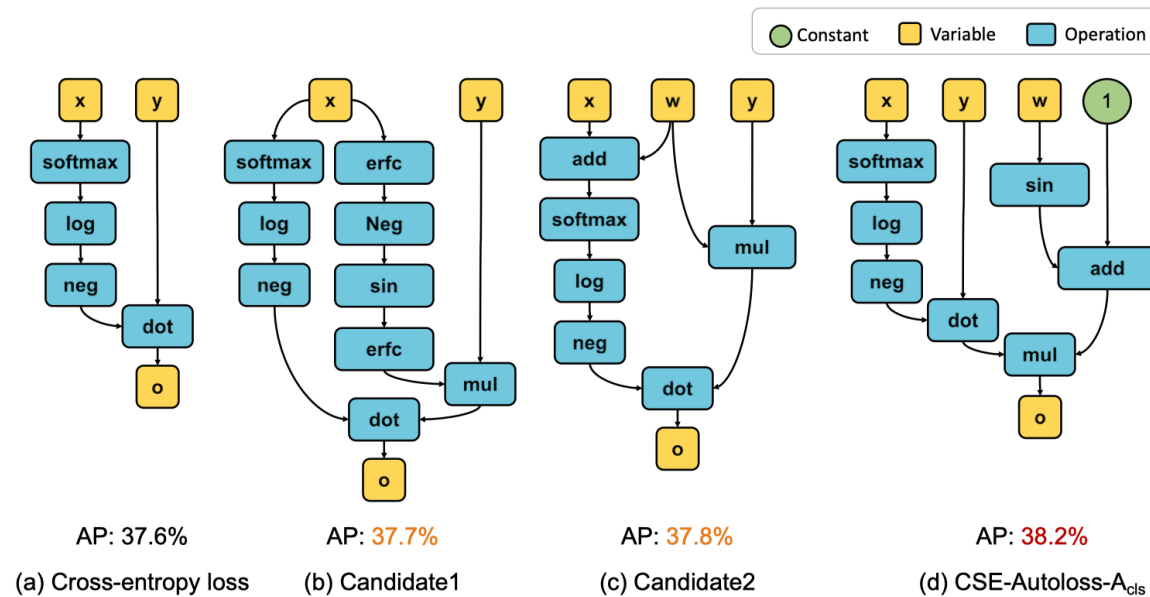 Constant Variable Operation
x y x y x w y x y w 1
softmax softmax erfc add softmax sin
log log Neg softmax log
neg neg sin log mul neg add
dot erfc neg dot
o mul dot mul
dot o o
o
AP: 37.6% AP: 37.7% AP: 37.8% AP: 38.2%
(a) Cross-entropy loss (b) Candidate1 (c) Candidate2 (d) CSE-Autoloss-Acls